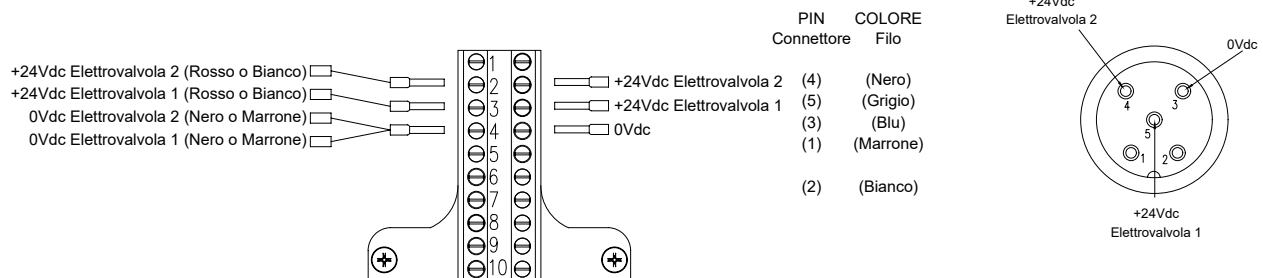 +24Vdc Elettrovalvola 2 (Rosso o Bianco)
+24Vdc Elettrovalvola 1 (Rosso o Bianco)
0Vdc Elettrovalvola 2 (Nero o Marrone)
0Vdc Elettrovalvola 1 (Nero o Marrone)
1
2
3
4
5
6
7
8
9
10
PIN COLORE
Connettore Filo
+24Vdc Elettrovalvola 2 (4) (Nero)
+24Vdc Elettrovalvola 1 (5) (Grigio)
0Vdc (3) (Blu)
(1) (Marrone)
(2) (Bianco)
+24Vdc
Elettrovalvola 2
0Vdc
4 3
5
1 2
+24Vdc
Elettrovalvola 1